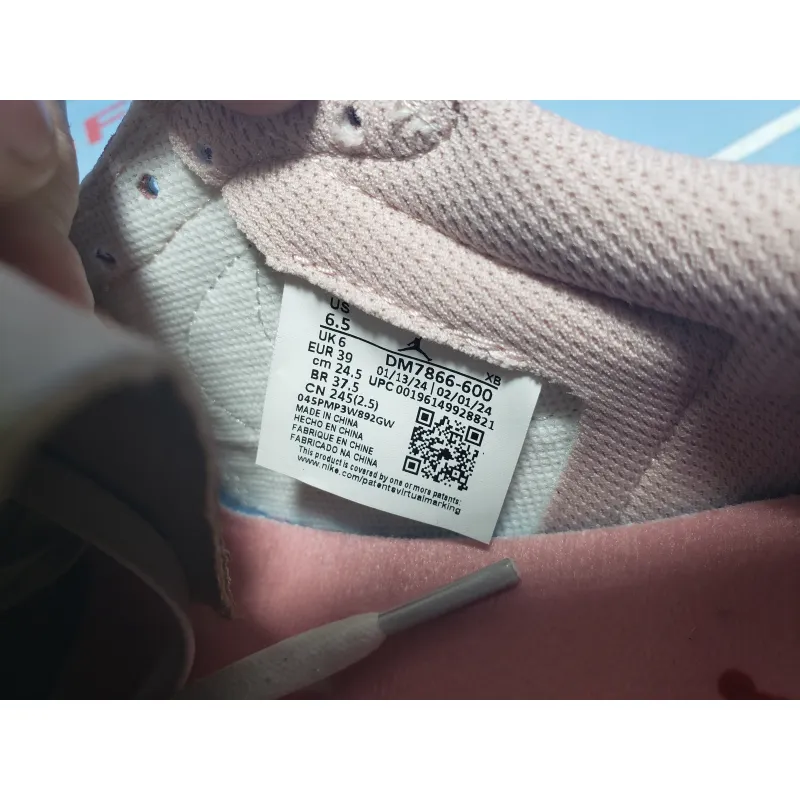 US
6.5
UK 6
EUR 39
cm 24.5
BR 37.5
CN 245(2.5)
DM7866-600 XB
01/13/24 | 02/01/24
UPC 00196149928821
045PMP3W892GW
MADE IN CHINA
HECHO EN CHINA
FABRIQUE EN CHINE
FABRICADO NA CHINA
This product is covered by one or more patents:
www.nike.com/patentsvirtualmarking